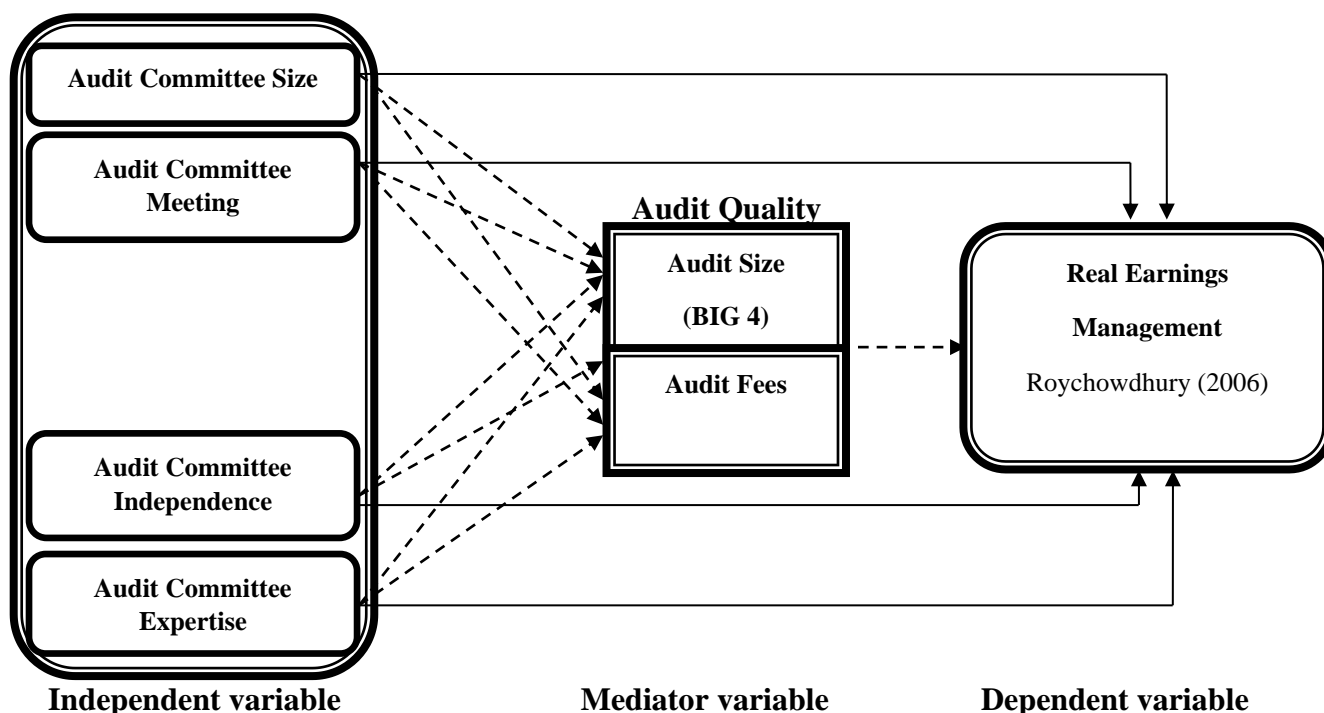 Audit Committee Size
Audit Committee
Meeting
Audit Committee
Independence
Audit Committee
Expertise
Independent variable
Audit Quality
Audit Size
(BIG 4)
Audit Fees
Mediator variable
Real Earnings
Management
Roychowdhury (2006)
Dependent variable